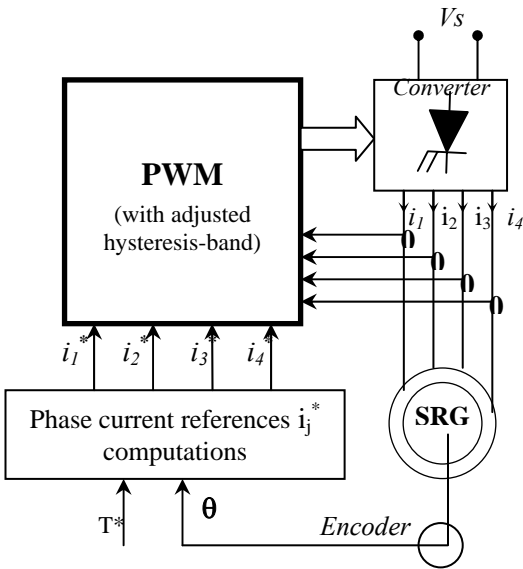 Vs
Converter
PWM
(with adjusted
hysteresis-band)
i1 i2 i3 i4
i1* i2* i3* i4*
Phase current references ij*
computations
SRG
T*
θ
Encoder